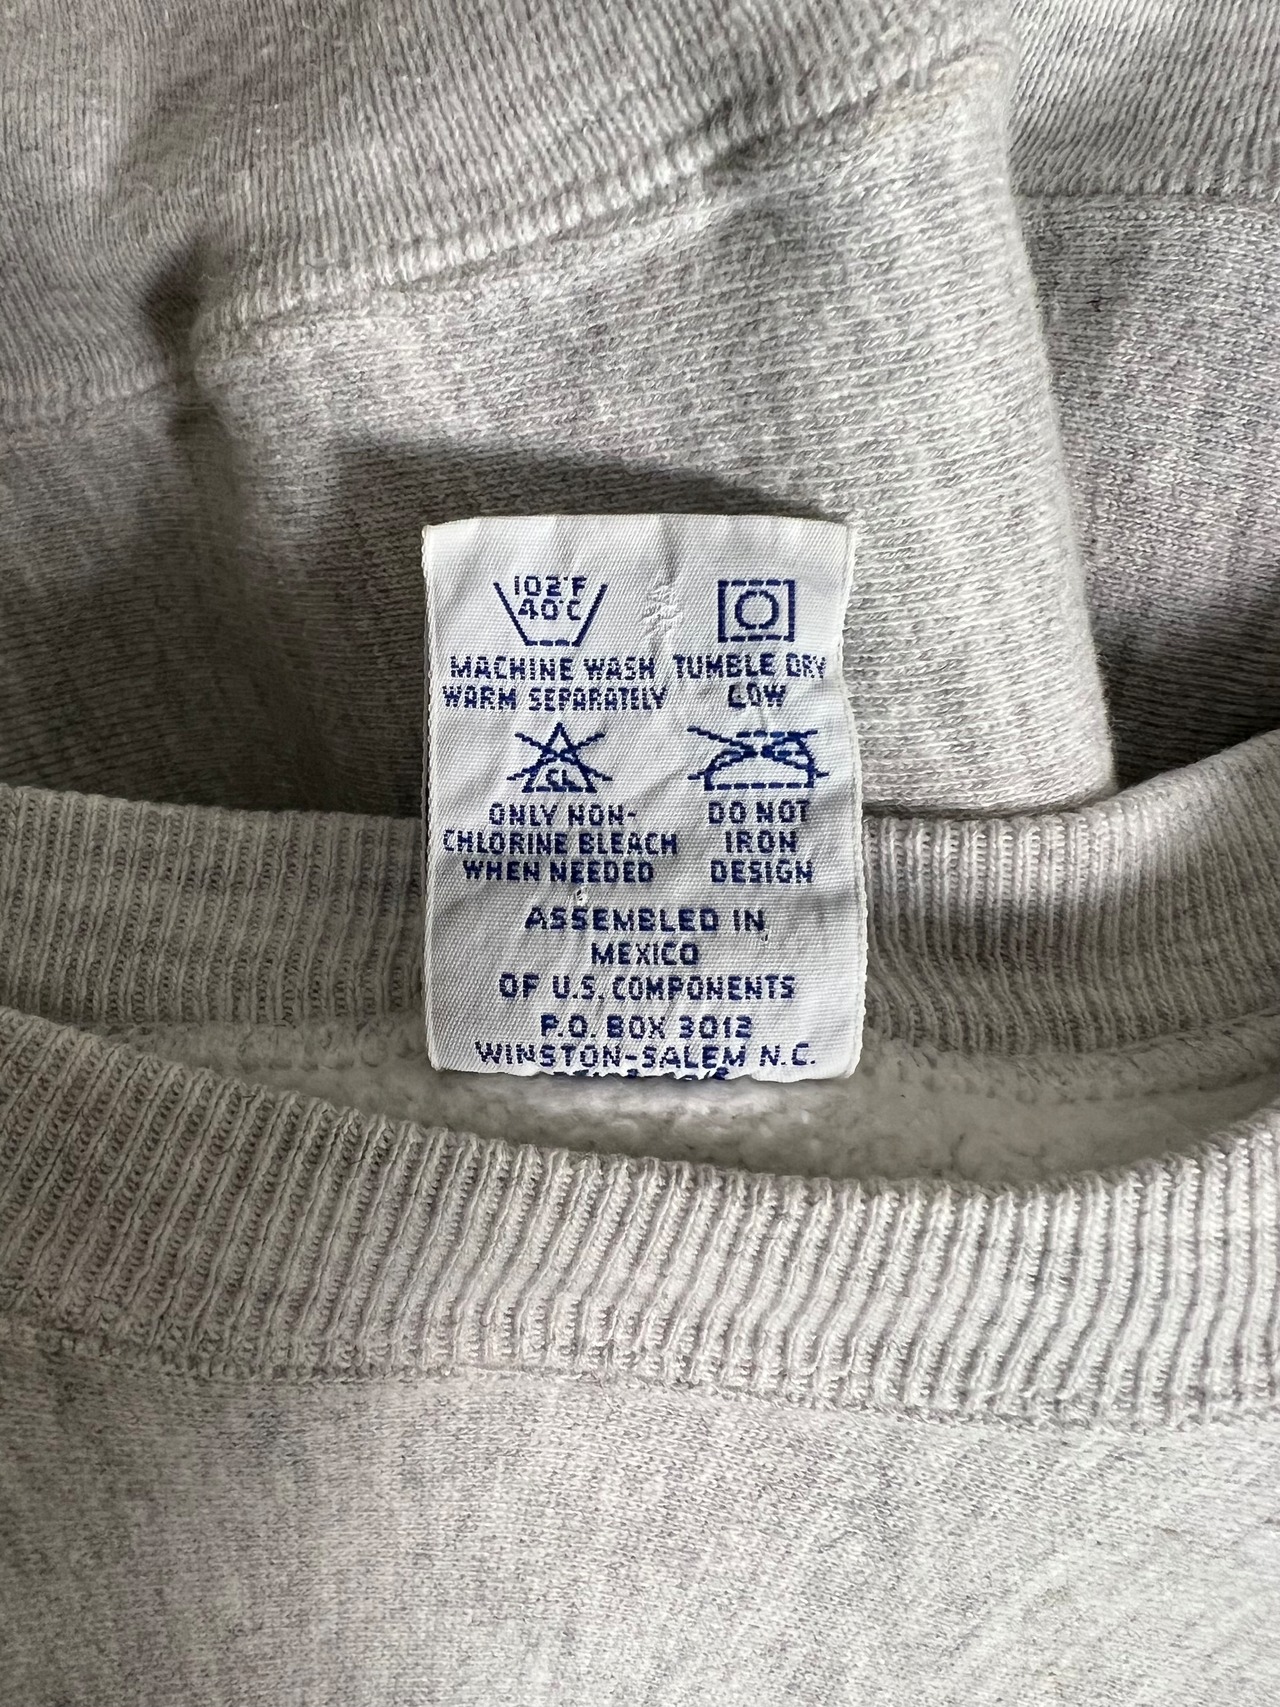 102°F
40°C
MACHINE WASH
WARM SEPARATELY
TUMBLE DRY
LOW
CL
ONLY NON-
CHLORINE BLEACH
WHEN NEEDED
DO NOT
IRON
DESIGN
ASSEMBLED IN
MEXICO
OF U.S. COMPONENTS
P.O. BOX 3012
WINSTON-SALEM N.C.